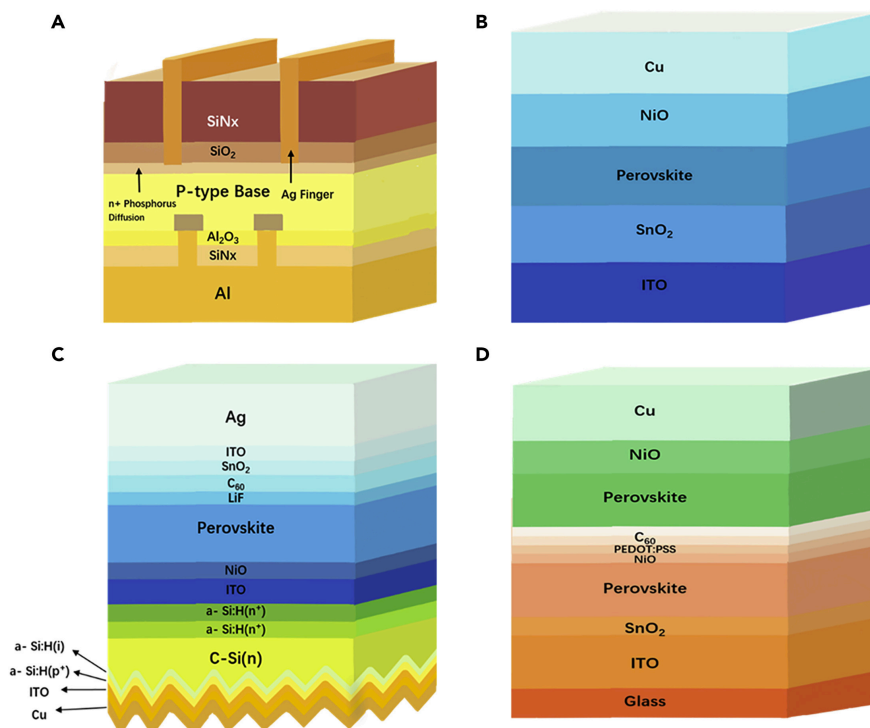 A
SiNx
SiO₂
P-type Base
n+ Phosphorus
Diffusion
Ag Finger
Al₂O₃
SiNx
Al
B
Cu
NiO
Perovskite
SnO₂
ITO
C
Ag
ITO
SnO₂
C₆₀
LiF
Perovskite
NiO
ITO
a- Si:H(n⁺)
a- Si:H(n⁺)
C-Si(n)
a- Si:H(i)
a- Si:H(p⁺)
ITO
Cu
D
Cu
NiO
Perovskite
C₆₀
PEDOT:PSS
NiO
Perovskite
SnO₂
ITO
Glass